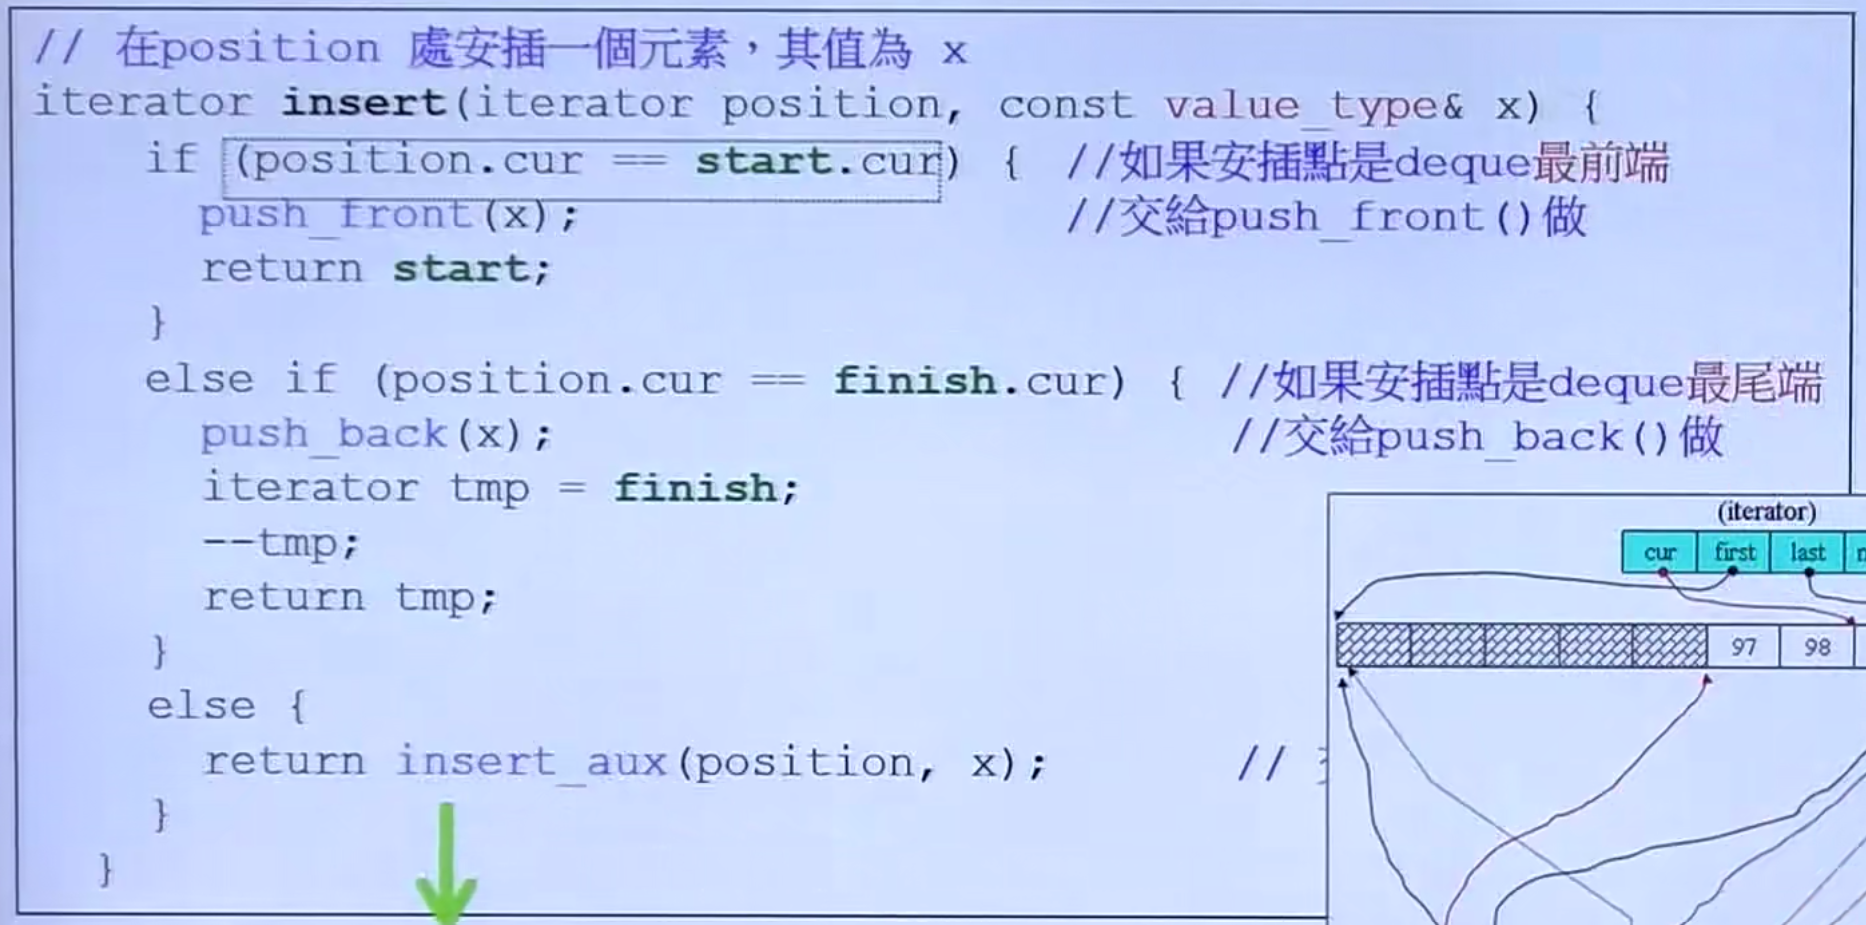 // 在position 處安插一個元素，其值為 x
iterator insert(iterator position, const value_type& x) {
if (position.cur == start.cur) { //如果安插點是deque最前端
push_front(x); //交給push_front()做
return start;
}
else if (position.cur == finish.cur) { //如果安插點是deque最尾端
push_back(x); //交給push_back()做
iterator tmp = finish;
--tmp;
return tmp;
}
else {
return insert_aux(position, x); //
}
}
(iterator)
cur first last
97 98